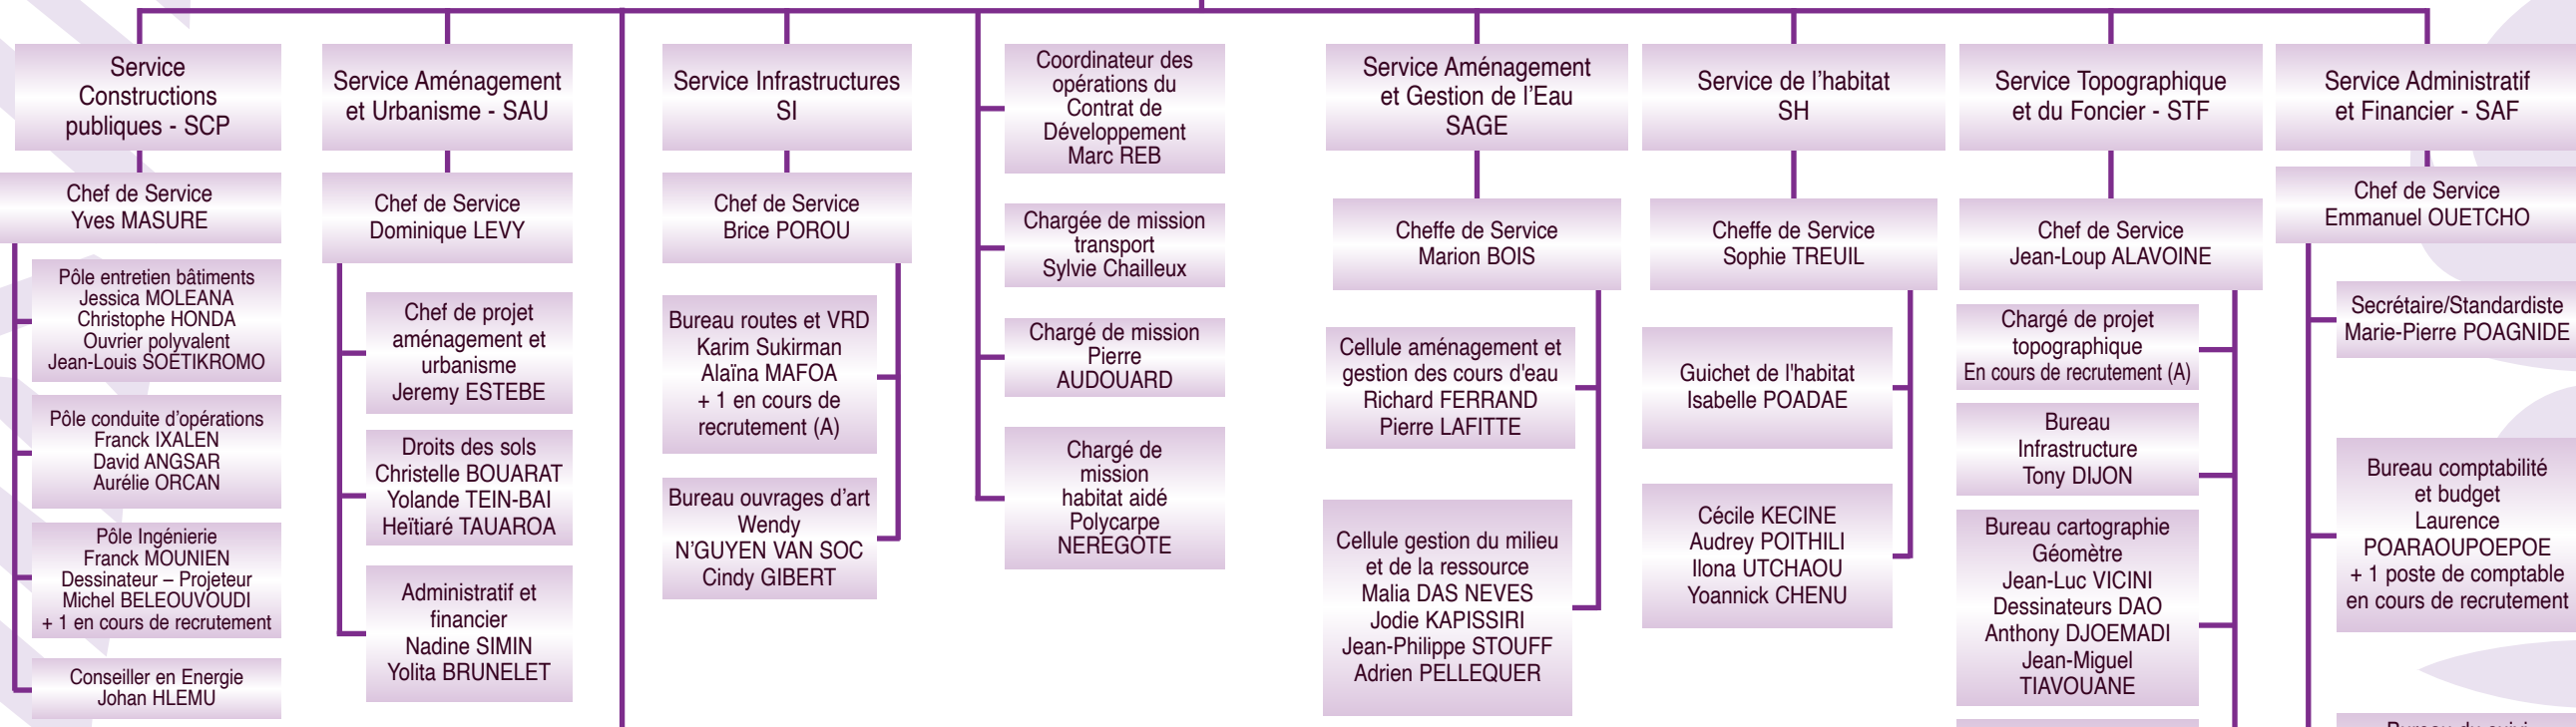 Service
Constructions
publiques - SCP
Chef de Service
Yves MASURE
Pôle entretien bâtiments
Jessica MOLEANA
Christophe HONDA
Ouvrier polyvalent
Jean-Louis SOETIKROMO
Pôle conduite d’opérations
Franck IXALEN
David ANGSAR
Aurélie ORCAN
Pôle Ingénierie
Franck MOUNIEN
Dessinateur – Projeteur
Michel BELEOUVOUDI
+ 1 en cours de recrutement
Conseiller en Energie
Johan HLEMU
Service Aménagement
et Urbanisme - SAU
Chef de Service
Dominique LEVY
Chef de projet
aménagement et
urbanisme
Jeremy ESTEBE
Droits des sols
Christelle BOUARAT
Yolande TEIN-BAI
Heïtiaré TAUAROA
Administratif et
financier
Nadine SIMIN
Yolita BRUNELET
Service Infrastructures
SI
Chef de Service
Brice POROU
Bureau routes et VRD
Karim Sukirman
Alaïna MAFOA
+ 1 en cours de
recrutement (A)
Bureau ouvrages d’art
Wendy
N’GUYEN VAN SOC
Cindy GIBERT
Coordinateur des
opérations du
Contrat de
Développement
Marc REB
Chargée de mission
transport
Sylvie Chailleux
Chargé de mission
Pierre
AUDOUARD
Chargé de
mission
habitat aidé
Polycarpe
NEREGOTE
Service Aménagement
et Gestion de l’Eau
SAGE
Cheffe de Service
Marion BOIS
Cellule aménagement et
gestion des cours d'eau
Richard FERRAND
Pierre LAFITTE
Cellule gestion du milieu
et de la ressource
Malia DAS NEVES
Jodie KAPISSIRI
Jean-Philippe STOUFF
Adrien PELLEQUER
Service de l’habitat
SH
Cheffe de Service
Sophie TREUIL
Guichet de l'habitat
Isabelle POADAE
Cécile KECINE
Audrey POITHILI
Ilona UTCHAOU
Yoannick CHENU
Service Topographique
et du Foncier - STF
Chef de Service
Jean-Loup ALAVOINE
Chargé de projet
topographique
En cours de recrutement (A)
Bureau
Infrastructure
Tony DIJON
Bureau cartographie
Géomètre
Jean-Luc VICINI
Dessinateurs DAO
Anthony DJOEMADI
Jean-Miguel
TIAVOUANE
Service Administratif
et Financier - SAF
Chef de Service
Emmanuel OUETCHO
Secrétaire/Standardiste
Marie-Pierre POAGNIDE
Bureau comptabilité
et budget
Laurence
POARAOUPOEPOE
+ 1 poste de comptable
en cours de recrutement